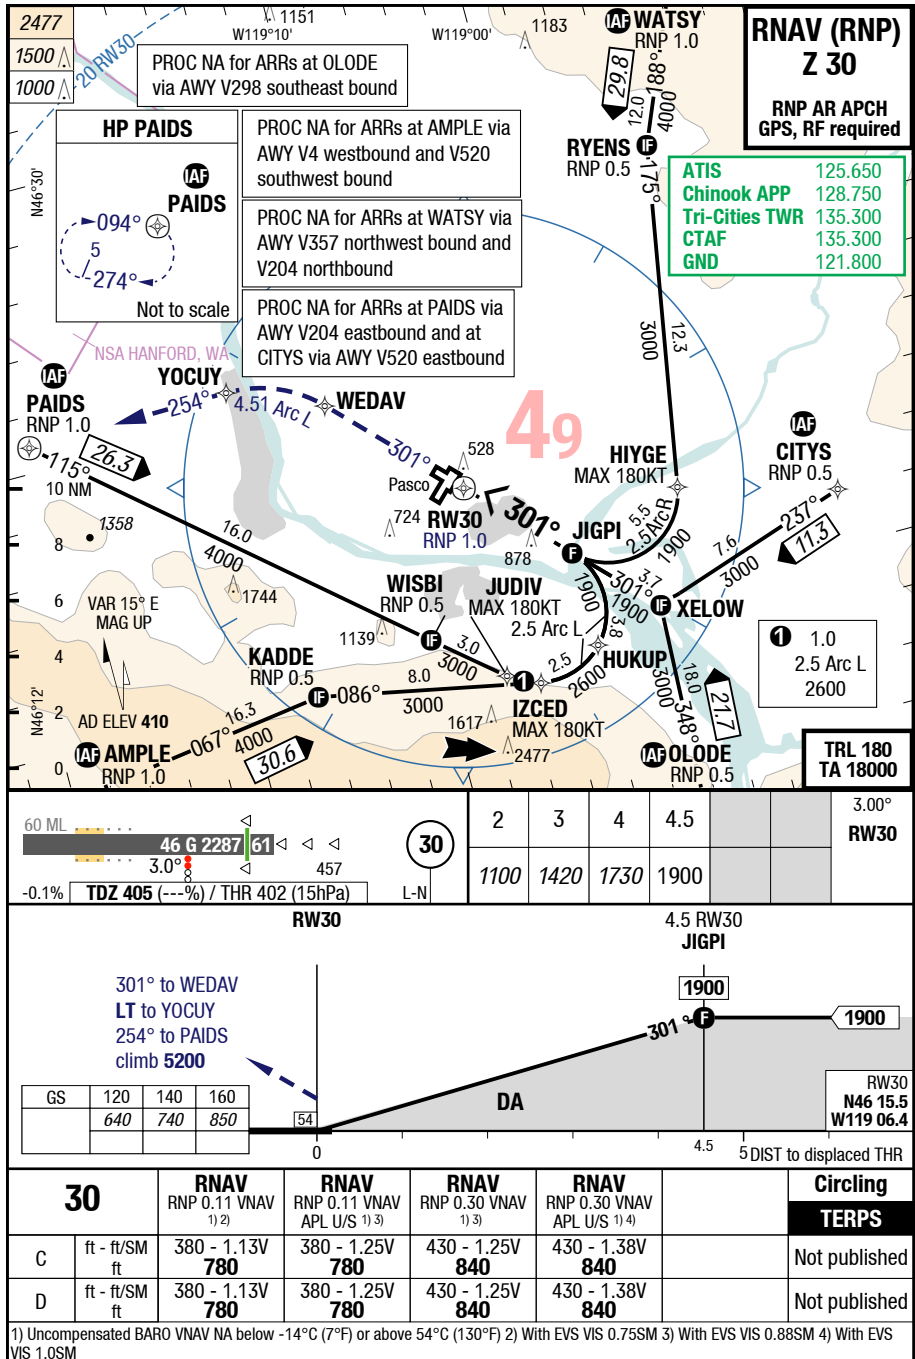 2477
1500
1000
20 RW30
1151
W119°10'
W119°00'
1183
IAF WATSY
RNP 1.0
RNAV (RNP)
Z 30
RNP AR APCH
GPS, RF required
PROC NA for ARRs at OLODE
via AWY V298 southeast bound
HP PAIDS
IAF
PAIDS
094°
5
274°
Not to scale
PROC NA for ARRs at AMPLE via
AWY V4 westbound and V520
southwest bound
PROC NA for ARRs at WATSY via
AWY V357 northwest bound and
V204 northbound
PROC NA for ARRs at PAIDS via
AWY V204 eastbound and at
CITYS via AWY V520 eastbound
29.8
188°
12.0
4000
RYENS IF
RNP 0.5
175°
ATIS 125.650
Chinook APP 128.750
Tri-Cities TWR 135.300
CTAF 135.300
GND 121.800
N46°30'
12.3
3000
NSA HANFORD, WA
YOCUY
254°
4.51 Arc L
WEDAV
301°
IAF
PAIDS
RNP 1.0
115°
26.3
10 NM
49
528
Pasco
RW30
RNP 1.0
301°
724
878
HIYGE
MAX 180KT
IAF
CITYS
RNP 0.5
237°
11.3
7.6
3000
5.5
2.5 Arc R
1900
JIGPI
F
1358
16.0
4000
8
6
4
2
0
1744
VAR 15° E
MAG UP
WISBI
RNP 0.5
IF
JUDIV
MAX 180KT
2.5 Arc L
1900
3.8
301°
3.7
1900
IF XELOW
1139
3.0
3000
HUKUP
2.5
2600
1 1.0
2.5 Arc L
2600
KADDE
RNP 0.5
IF
086°
8.0
3000
1
IZCED
MAX 180KT
N46°12'
AD ELEV 410
16.3
067°
4000
30.6
1617
2477
18.0
3000
348°
21.7
IAF AMPLE
RNP 1.0
IAF OLODE
RNP 0.5
TRL 180
TA 18000
60 ML
46 G 2287 61
3.0°
457
-0.1%
TDZ 405 (---%) / THR 402 (15hPa)
30
L-N
2 3 4 4.5
1100 1420 1730 1900
3.00°
RW30
RW30
4.5 RW30
JIGPI
1900
301° to WEDAV
LT to YOCUY
254° to PAIDS
climb 5200
301° F
1900
GS 120 140 160
640 740 850
54
DA
RW30
N46 15.5
W119 06.4
0
4.5
5 DIST to displaced THR
30
RNAV
RNP 0.11 VNAV
1) 2)
RNAV
RNP 0.11 VNAV
APL U/S 1) 3)
RNAV
RNP 0.30 VNAV
1) 3)
RNAV
RNP 0.30 VNAV
APL U/S 1) 4)
Circling
TERPS
C
ft - ft/SM
ft
380 - 1.13V
780
380 - 1.25V
780
430 - 1.25V
840
430 - 1.38V
840
Not published
D
ft - ft/SM
ft
380 - 1.13V
780
380 - 1.25V
780
430 - 1.25V
840
430 - 1.38V
840
Not published
1) Uncompensated BARO VNAV NA below -14°C (7°F) or above 54°C (130°F) 2) With EVS VIS 0.75SM 3) With EVS VIS 0.88SM 4) With EVS
VIS 1.0SM